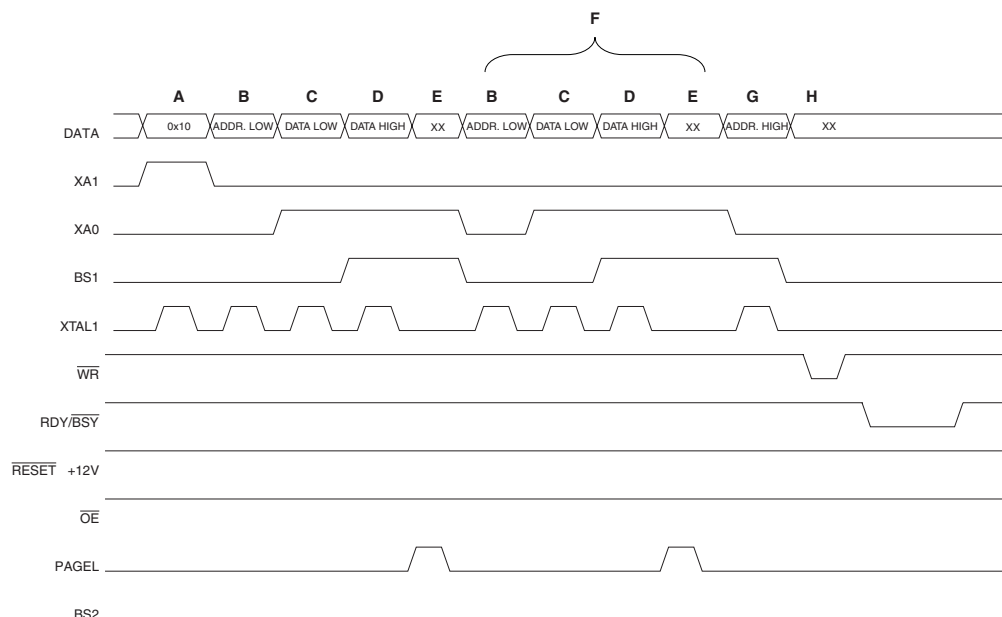 F
A B C D E B C D E G H
DATA 0x10 ADDR. LOW DATA LOW DATA HIGH XX ADDR. LOW DATA LOW DATA HIGH XX ADDR. HIGH XX
XA1
XA0
BS1
XTAL1
WR
RDY/BSY
RESET +12V
OE
PAGEL
BS2